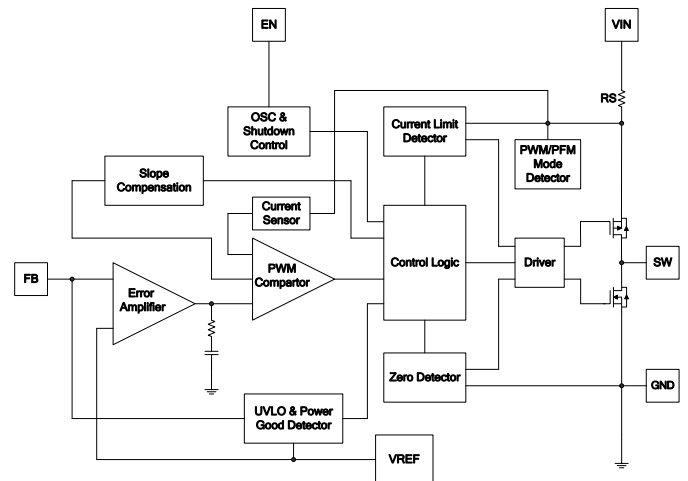 EN
VIN
OSC &
Shutdown
Control
RS
Current Limit
Detector
PWM/PFM
Mode
Detector
Slope
Compensation
Current
Sensor
PWM
Compartor
Control Logic
Driver
SW
FB
Error
Amplifier
Zero Detector
GND
UVLO & Power
Good Detector
VREF